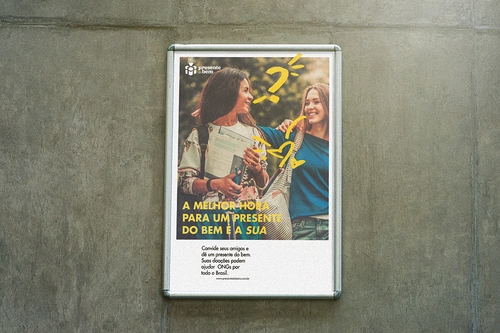 presente
do bem
A MELHOR HORA
PARA UM PRESENTE
DO BEM É A SUA
Convide seus amigos e
dê um presente do bem.
Suas doações podem
ajudar ONGs por
todo o Brasil.